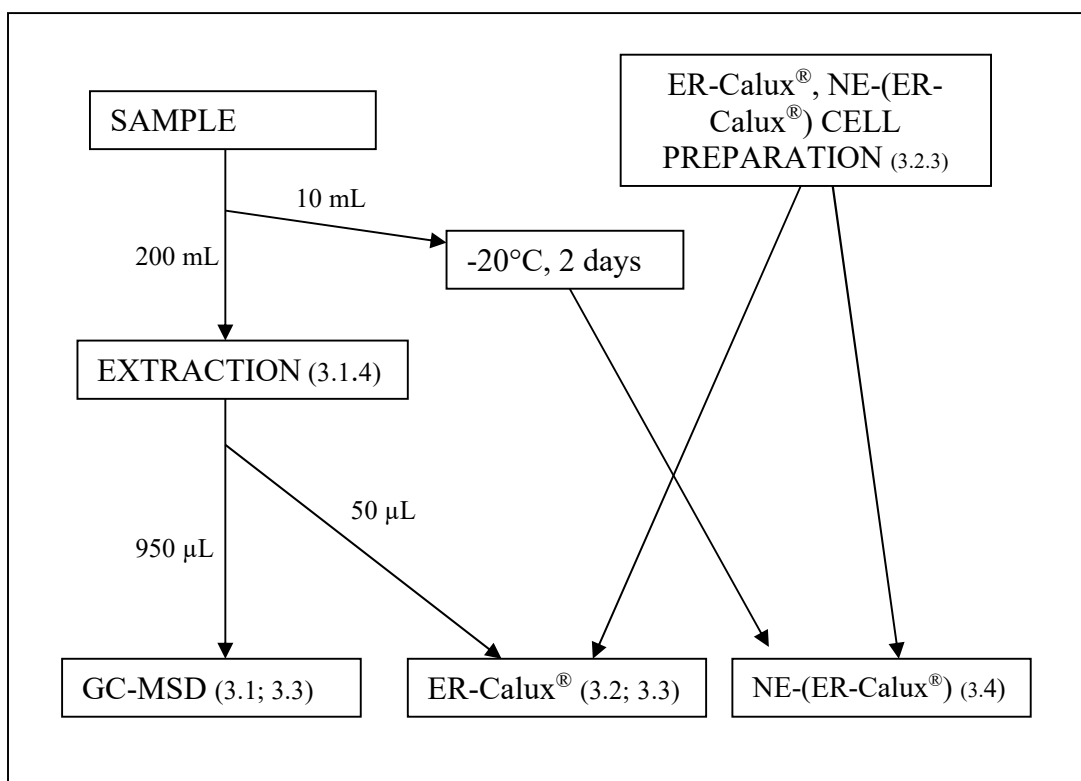 SAMPLE
ER-Calux®, NE-(ER-
Calux®) CELL
PREPARATION (3.2.3)
10 mL
200 mL
-20°C, 2 days
EXTRACTION (3.1.4)
50 µL
950 µL
GC-MSD (3.1; 3.3)
ER-Calux® (3.2; 3.3)
NE-(ER-Calux®) (3.4)